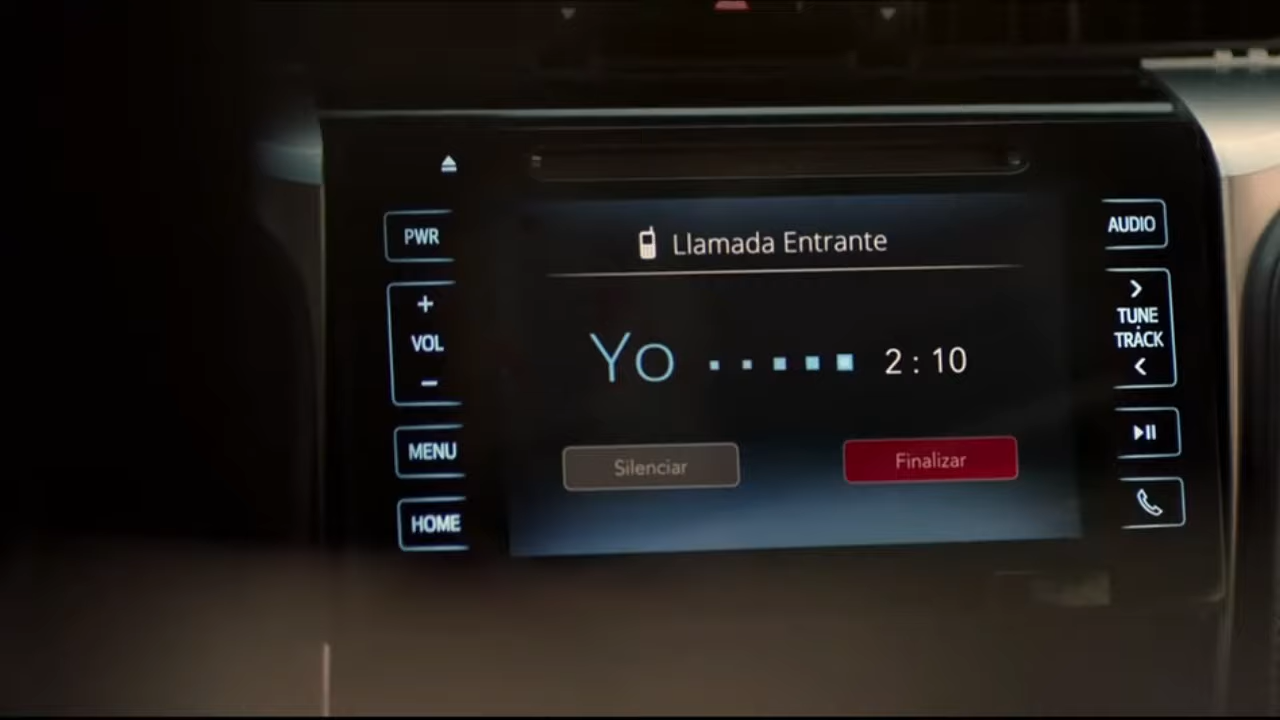 PWR
+
VOL
-
MENU
HOME
Llamada Entrante
Yo 2:10
Silenciar
Finalizar
AUDIO
>
TUNE
TRACK
<